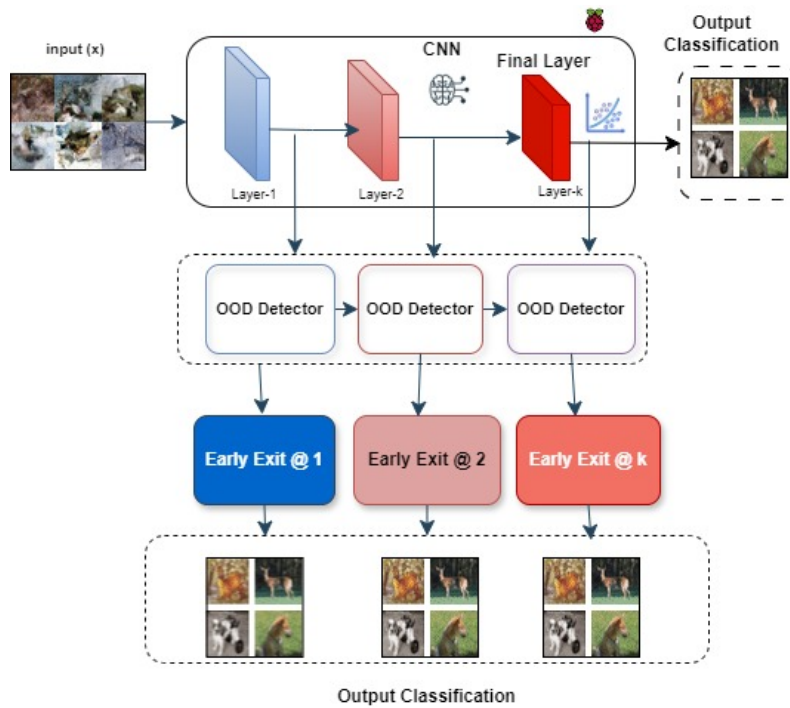 input (x)
CNN
Final Layer
Output
Classification
Layer-1
Layer-2
Layer-k
OOD Detector
OOD Detector
OOD Detector
Early Exit @ 1
Early Exit @ 2
Early Exit @ k
Output Classification